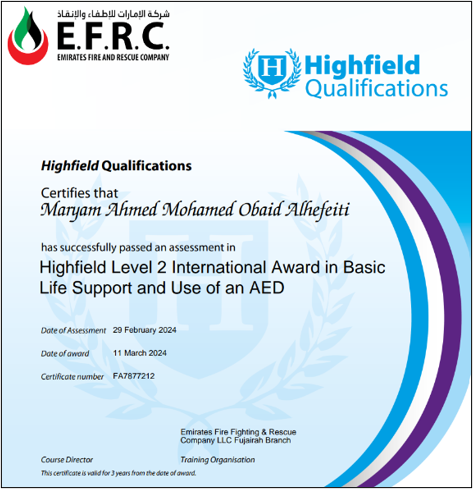 شركة الإمارات للإطفاء والإنقاذ
E.F.R.C.
EMIRATES FIRE AND RESCUE COMPANY
H
Highfield
Qualifications
Highfield Qualifications
Certifies that
Maryam Ahmed Mohamed Obaid Alhefeiti
has successfully passed an assessment in
Highfield Level 2 International Award in Basic
Life Support and Use of an AED
Date of Assessment 29 February 2024
Date of award 11 March 2024
Certificate number FA7877212
Emirates Fire Fighting & Rescue
Company LLC Fujairah Branch
Course Director Training Organisation
This certificate is valid for 3 years from the date of award.